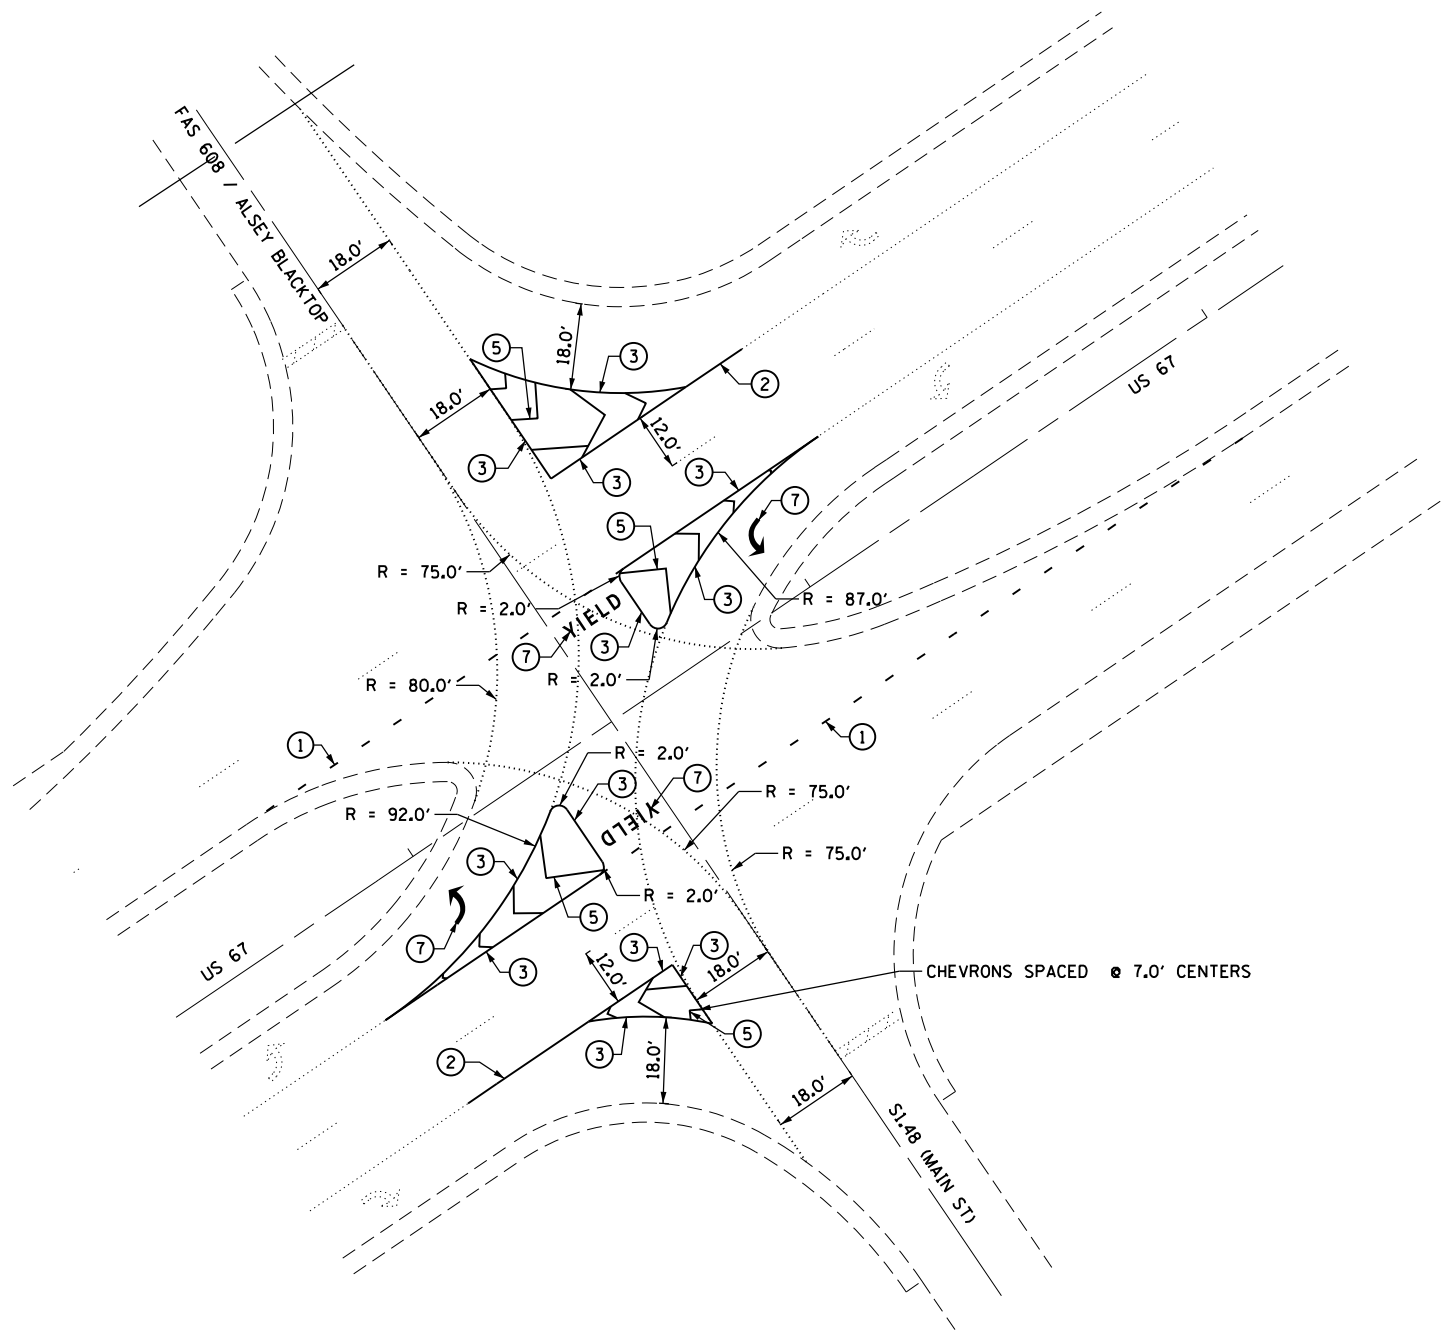 FAS 608 / ALSEY BLACKTOP
18.0'
18.0'
5
3
2
18.0'
US 67
12.0'
3
3
3
7
5
R = 75.0'
R = 2.0'
YIELD
3
R = 87.0'
3
7
R = 2.0'
R = 80.0'
1
1
R = 2.0'
7
3
R = 75.0'
R = 92.0'
YIELD
R = 75.0'
3
R = 2.0'
5
7
3
3
18.0'
US 67
3
12.0'
CHEVRONS SPACED @ 7.0' CENTERS
5
3
2
18.0'
18.0'
S1.48 (MAIN ST)